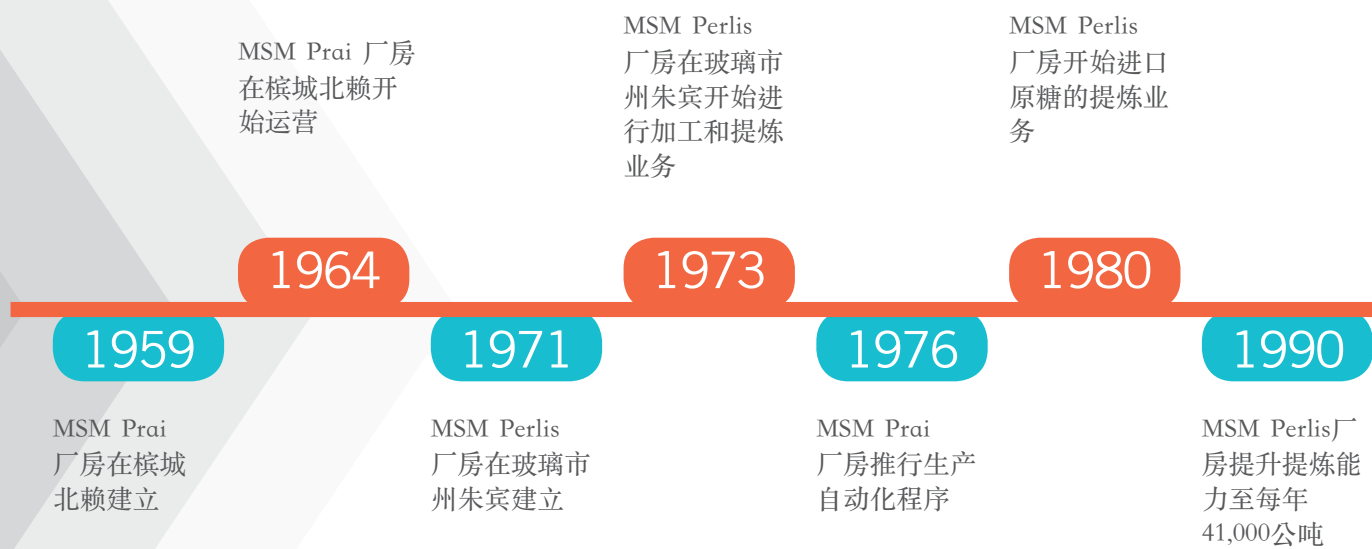 MSM Prai 厂房
在槟城北赖开
始运营
MSM Perlis
厂房在玻璃市
州朱宾开始进
行加工和提炼
业务
MSM Perlis
厂房开始进口
原糖的提炼业
务
1964
1973
1980
1959
1971
1976
1990
MSM Prai
厂房在槟城
北赖建立
MSM Perlis
厂房在玻璃市
州朱宾建立
MSM Prai
厂房推行生产
自动化程序
MSM Perlis厂
房提升提炼能
力至每年
41,000公吨